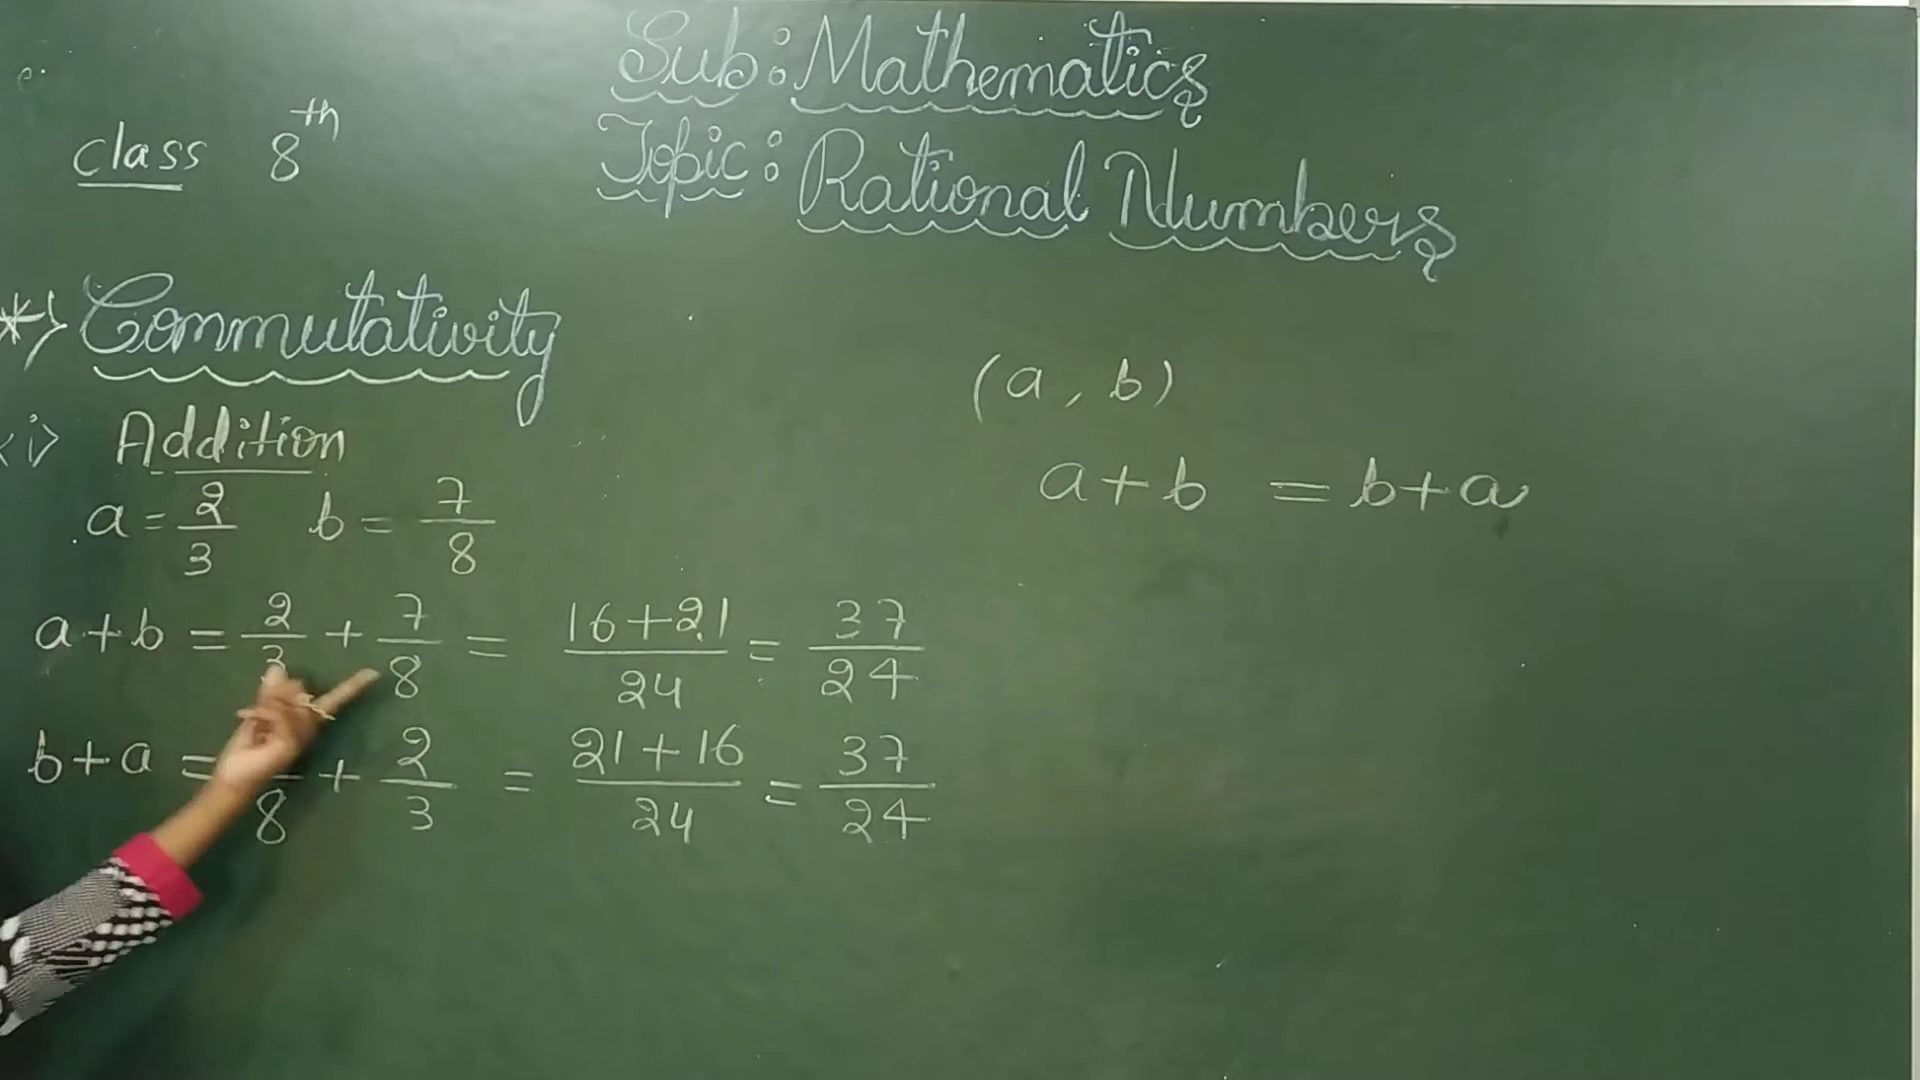 Sub: Mathematics
class 8th
Topic: Rational Numbers
*> Commutativity
(a, b)
<i> Addition
a + b = b + a
a = 2/3 b = 7/8
a + b = 2/3 + 7/8 = 16+21/24 = 37/24
b + a = /8 + 2/3 = 21+16/24 = 37/24